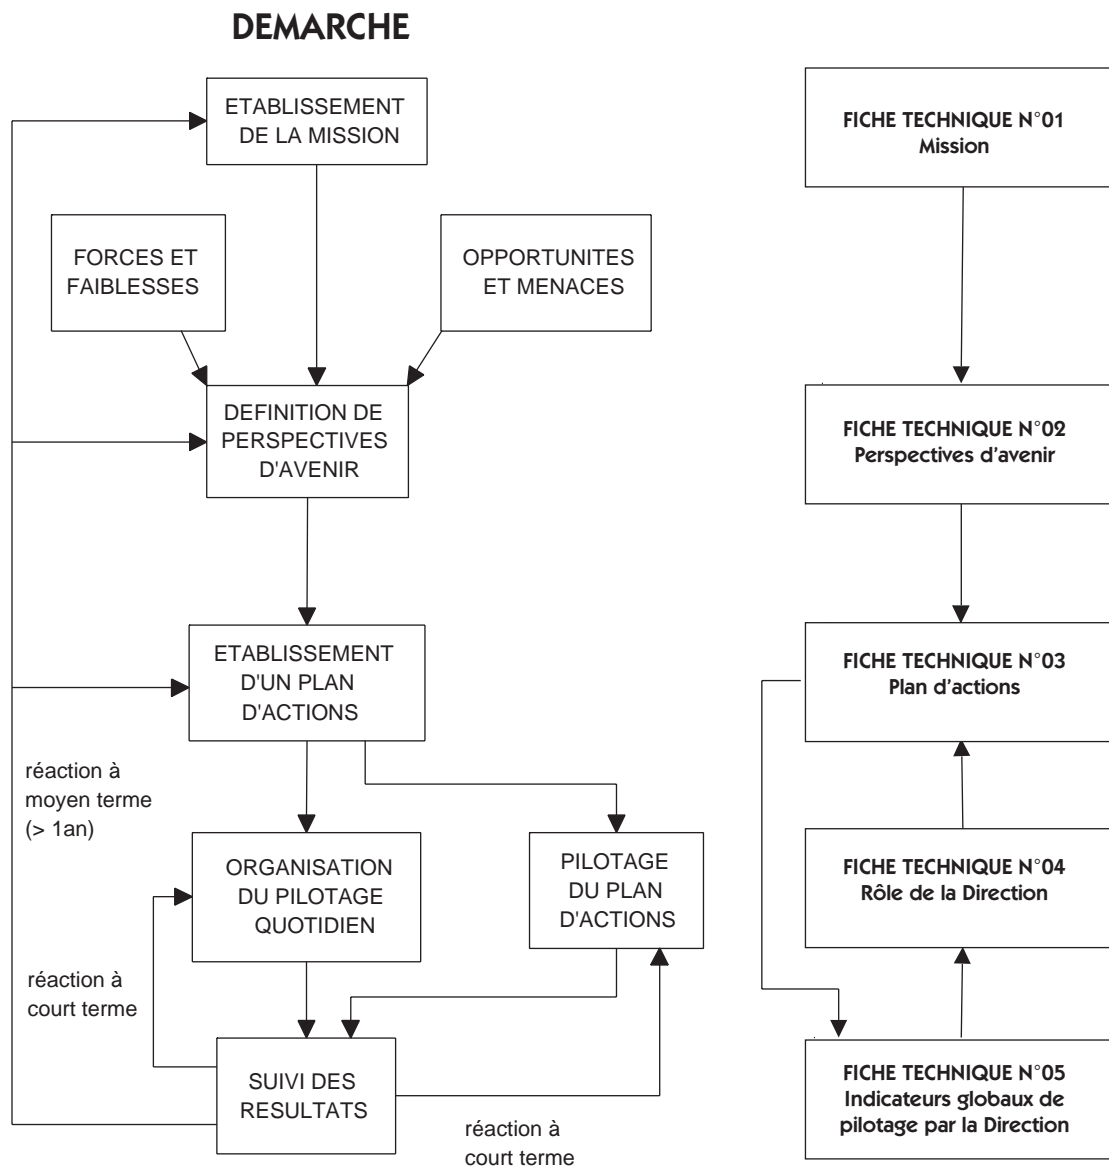 DEMARCHE
ETABLISSEMENT
DE LA MISSION
FORCES ET
FAIBLESSES
OPPORTUNITES
ET MENACES
DEFINITION DE
PERSPECTIVES
D'AVENIR
ETABLISSEMENT
D'UN PLAN
D'ACTIONS
réaction à
moyen terme
(> 1an)
ORGANISATION
DU PILOTAGE
QUOTIDIEN
PILOTAGE
DU PLAN
D'ACTIONS
réaction à
court terme
SUIVI DES
RESULTATS
réaction à
court terme
FICHE TECHNIQUE N°01
Mission
FICHE TECHNIQUE N°02
Perspectives d'avenir
FICHE TECHNIQUE N°03
Plan d'actions
FICHE TECHNIQUE N°04
Rôle de la Direction
FICHE TECHNIQUE N°05
Indicateurs globaux de
pilotage par la Direction